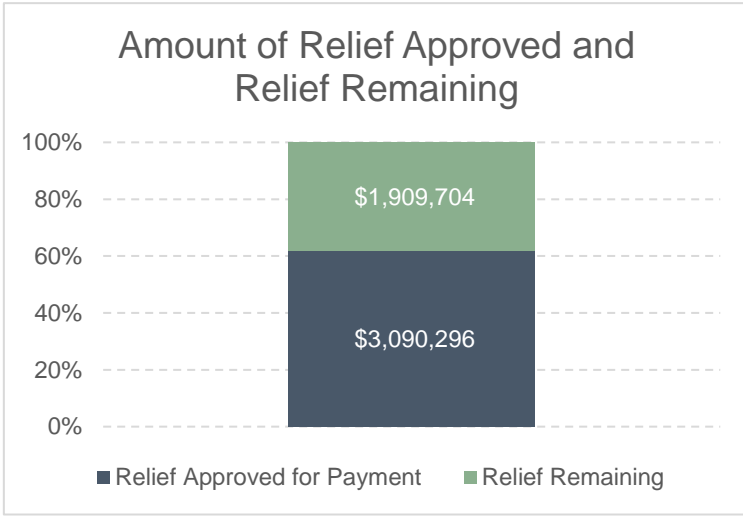 Amount of Relief Approved and
Relief Remaining
100%
80%
60%
40%
20%
0%
$1,909,704
$3,090,296
Relief Approved for Payment
Relief Remaining